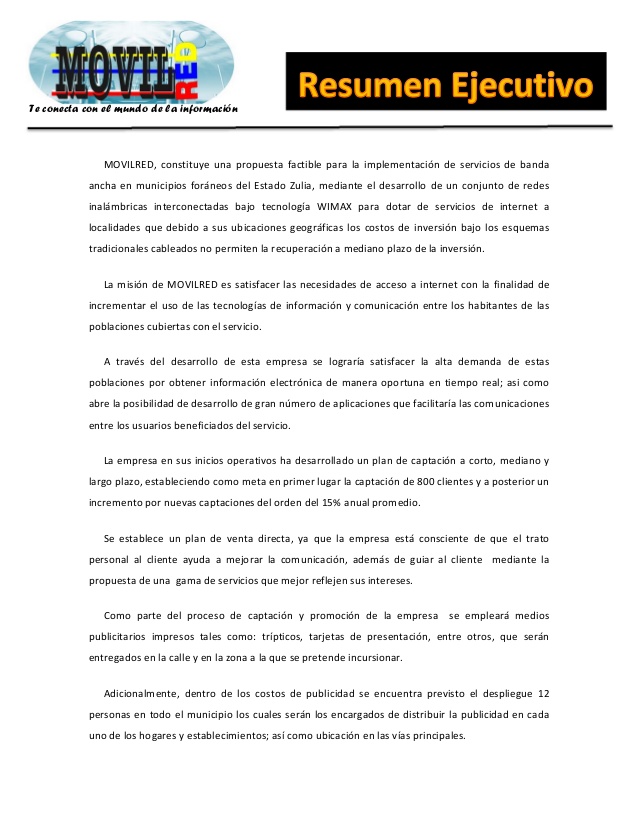 MOVIL
RED
Te conecta con el mundo de la información
Resumen Ejecutivo
MOVILRED, constituye una propuesta factible para la implementación de servicios de banda
ancha en municipios foráneos del Estado Zulia, mediante el desarrollo de un conjunto de redes
inalámbricas interconectadas bajo tecnología WIMAX para dotar de servicios de internet a
localidades que debido a sus ubicaciones geográficas los costos de inversión bajo los esquemas
tradicionales cableados no permiten la recuperación a mediano plazo de la inversión.
La misión de MOVILRED es satisfacer las necesidades de acceso a internet con la finalidad de
incrementar el uso de las tecnologías de información y comunicación entre los habitantes de las
poblaciones cubiertas con el servicio.
A través del desarrollo de esta empresa se lograría satisfacer la alta demanda de estas
poblaciones por obtener información electrónica de manera oportuna en tiempo real; asi como
abre la posibilidad de desarrollo de gran número de aplicaciones que facilitaría las comunicaciones
entre los usuarios beneficiados del servicio.
La empresa en sus inicios operativos ha desarrollado un plan de captación a corto, mediano y
largo plazo, estableciendo como meta en primer lugar la captación de 800 clientes y a posterior un
incremento por nuevas captaciones del orden del 15% anual promedio.
Se establece un plan de venta directa, ya que la empresa está consciente de que el trato
personal al cliente ayuda a mejorar la comunicación, además de guiar al cliente mediante la
propuesta de una gama de servicios que mejor reflejen sus intereses.
Como parte del proceso de captación y promoción de la empresa se empleará medios
publicitarios impresos tales como: trípticos, tarjetas de presentación, entre otros, que serán
entregados en la calle y en la zona a la que se pretende incursionar.
Adicionalmente, dentro de los costos de publicidad se encuentra previsto el despliegue 12
personas en todo el municipio los cuales serán los encargados de distribuir la publicidad en cada
uno de los hogares y establecimientos; así como ubicación en las vías principales.